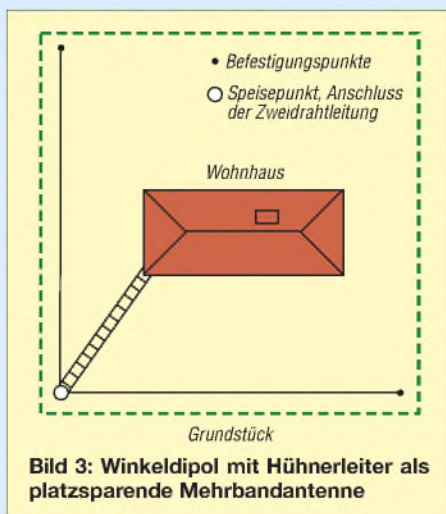 • Befestigungspunkte
Speisepunkt, Anschluss
der Zweidrahtleitung
Wohnhaus
Grundstück
Bild 3: Winkeldipol mit Hühnerleiter als
platzsparende Mehrbandantenne